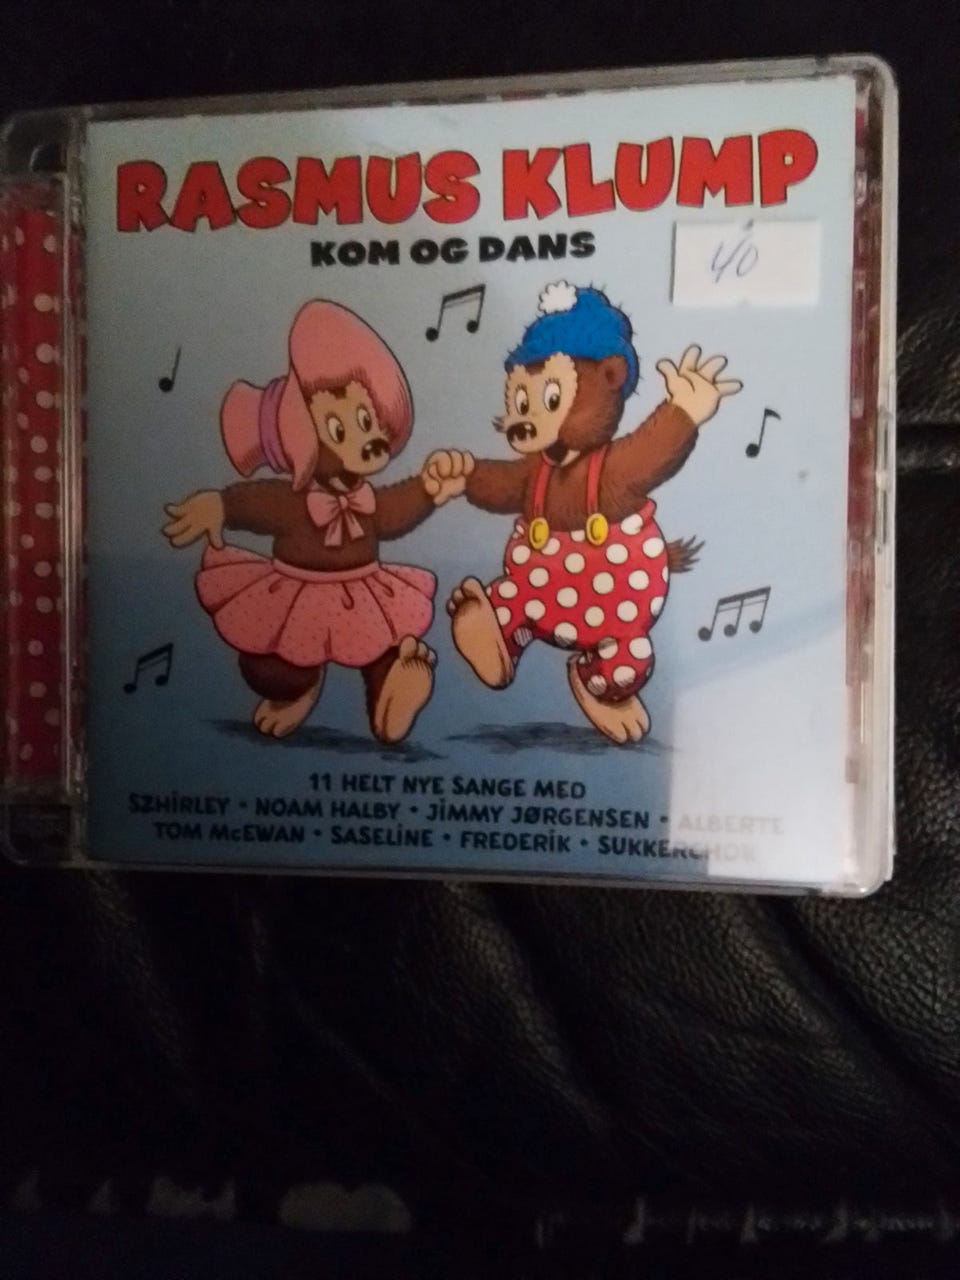 RASMUS KLUMP
KOM OG DANS
40
11 HELT NYE SANGE MED
SZHIRLEY • NOAM HALBY • JIMMY JØRGENSEN • ALBERTE
TOM McEWAN • SASELINE • FREDERIK • SUKKERCHOK